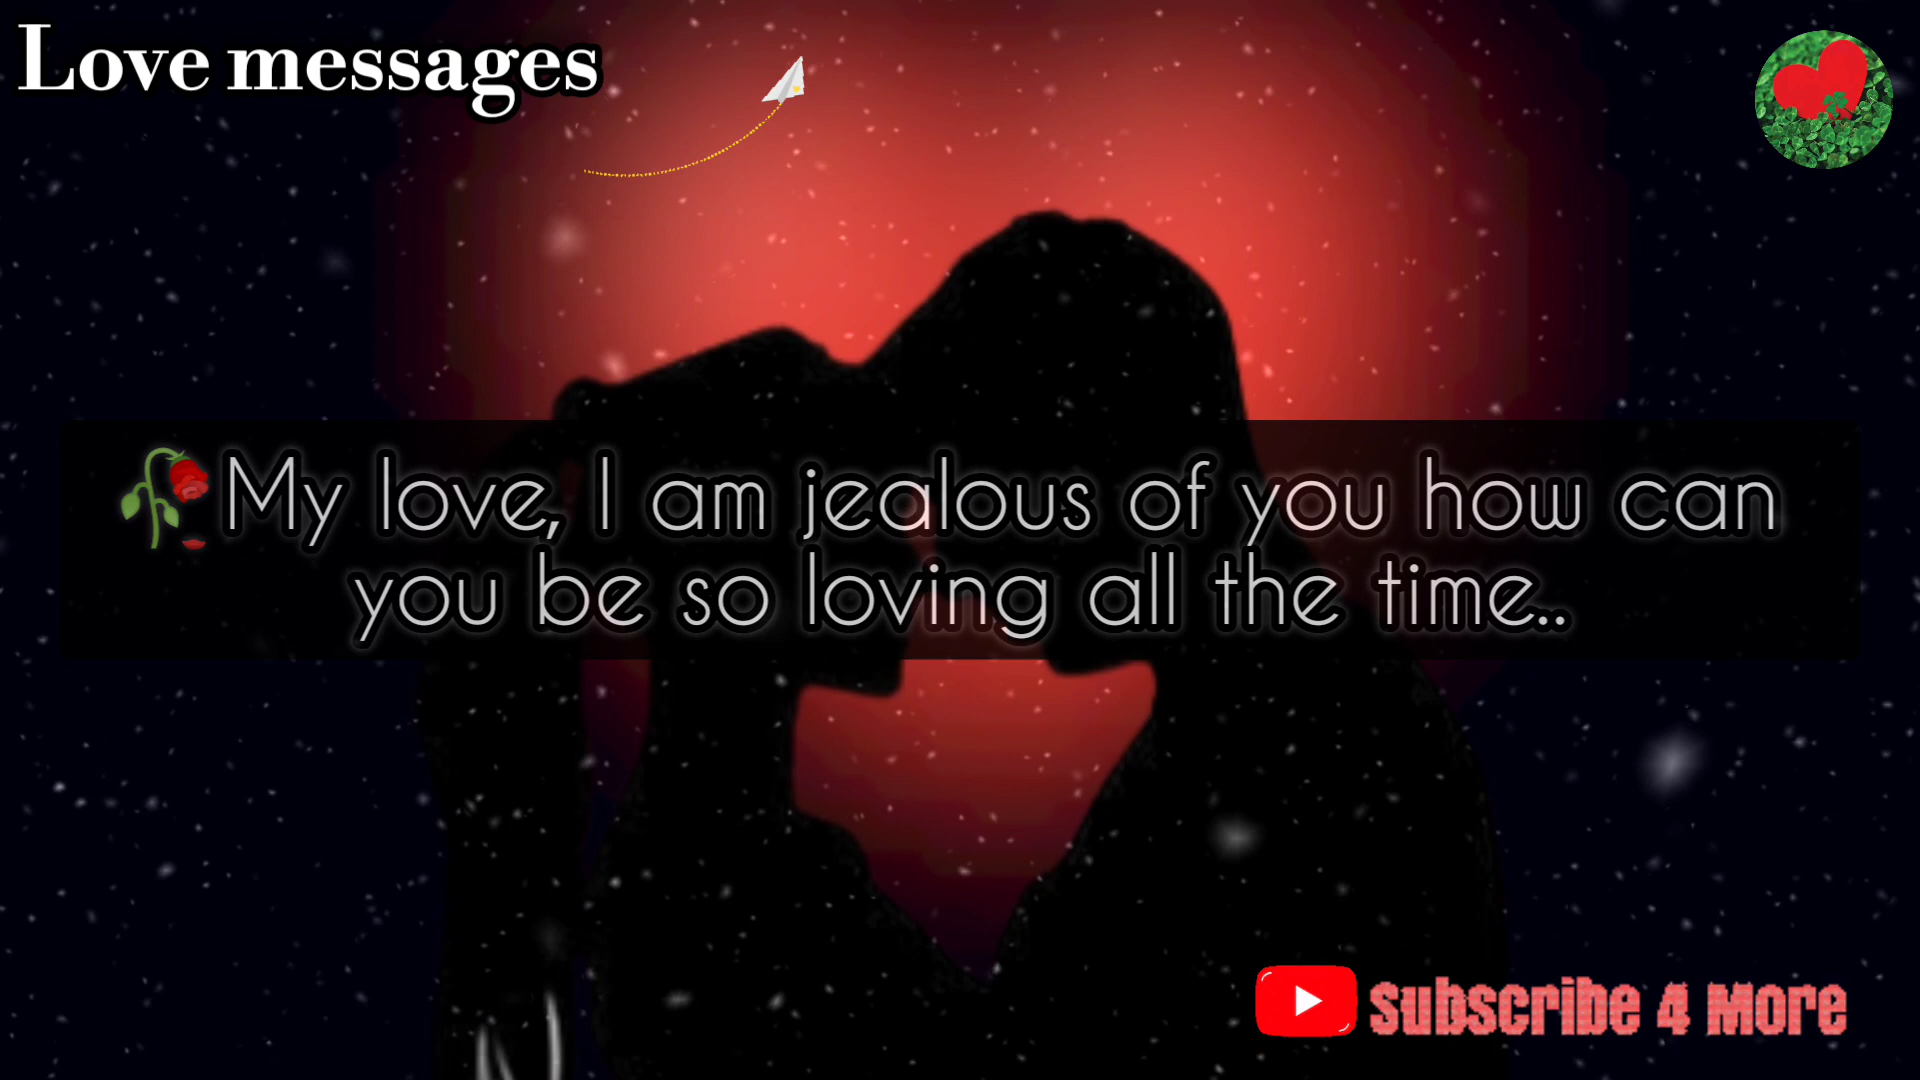 Love messages
🥀My love, I am jealous of you how can
you be so loving all the time..
Subscribe 4 More